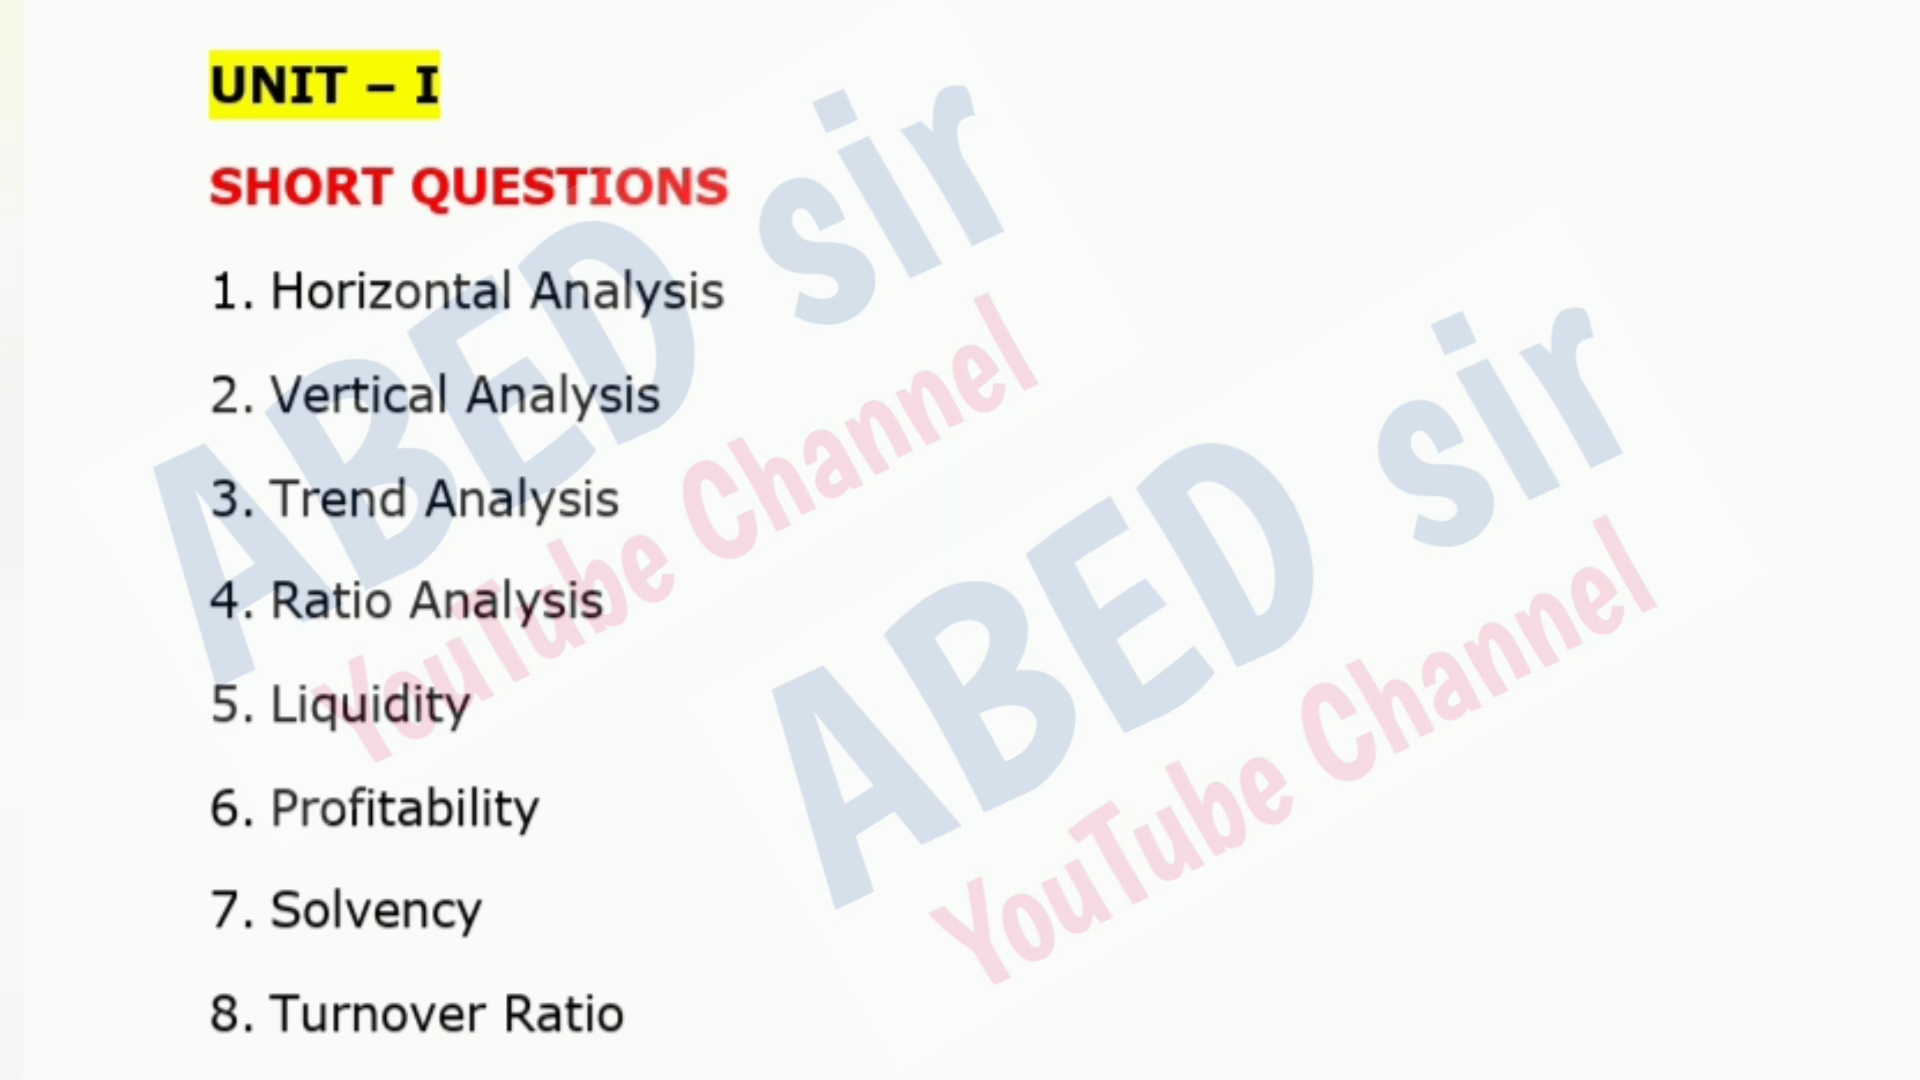 UNIT – I
SHORT QUESTIONS
1. Horizontal Analysis
2. Vertical Analysis
3. Trend Analysis
4. Ratio Analysis
5. Liquidity
6. Profitability
7. Solvency
8. Turnover Ratio
ABED sir
YouTube Channel
ABED sir
YouTube Channel